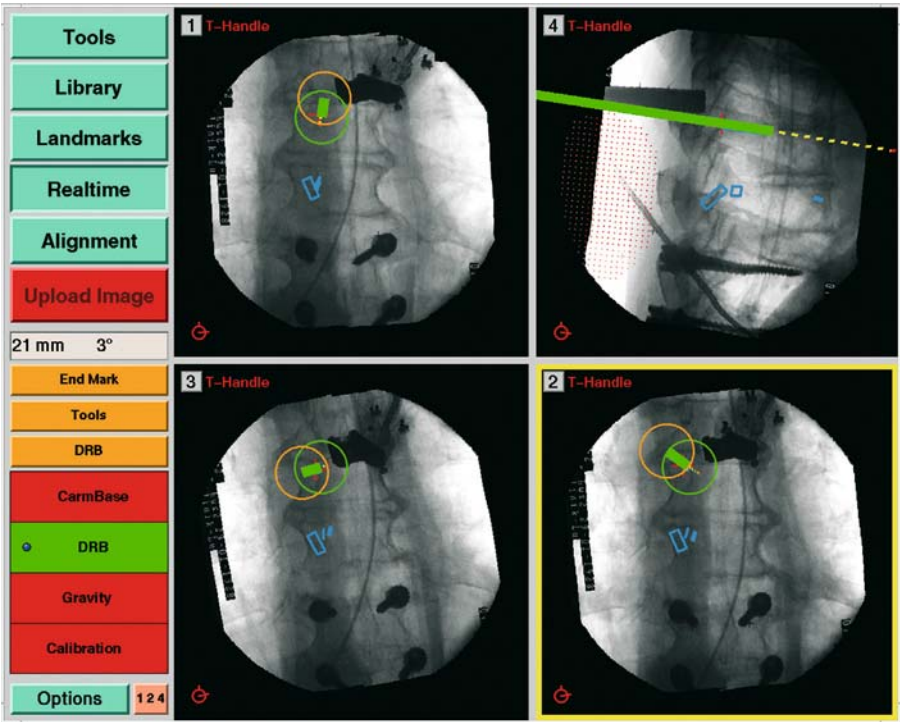 Tools
Library
Landmarks
Realtime
Alignment
Upload Image
21 mm 3°
End Mark
Tools
DRB
CarmBase
DRB
Gravity
Calibration
Options 1 2 4
1 T-Handle
4 T-Handle
3 T-Handle
2 T-Handle